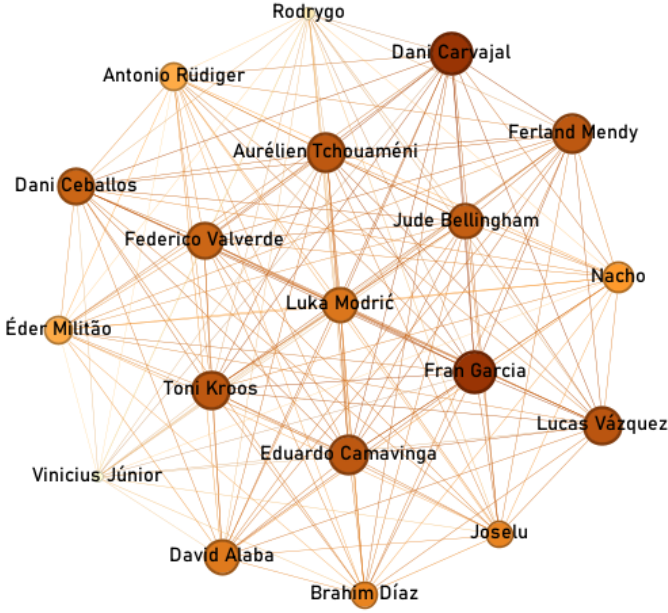 Rodrygo
Dani Carvajal
Antonio Rüdiger
Ferland Mendy
Aurélien Tchouaméni
Dani Ceballos
Jude Bellingham
Federico Valverde
Nacho
Luka Modrić
Éder Militão
Fran Garcia
Toni Kroos
Lucas Vázquez
Eduardo Camavinga
Vinicius Júnior
Joselu
David Alaba
Brahim Díaz